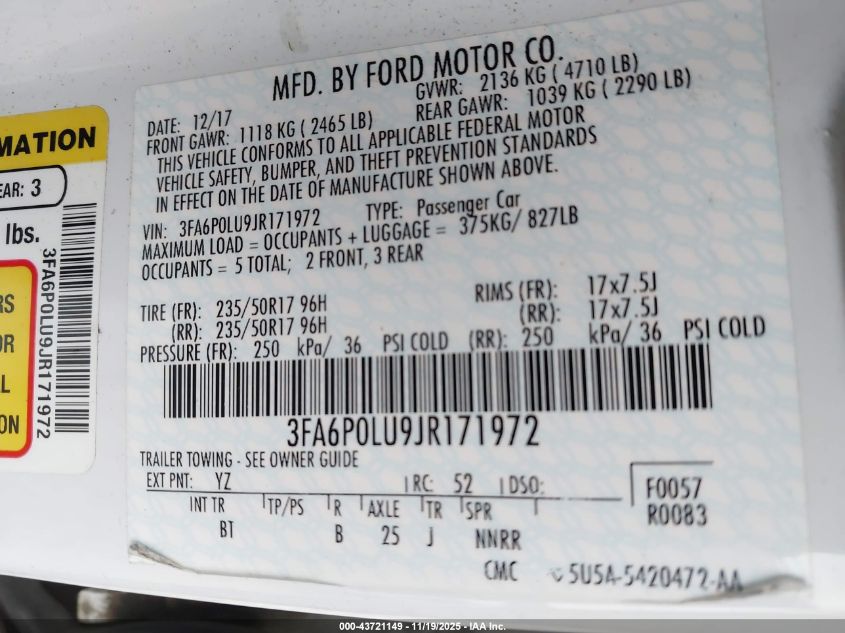 MFD. BY FORD MOTOR CO.
DATE: 12/17 GVWR: 2136 KG ( 4710 LB)
FRONT GAWR: 1118 KG ( 2465 LB) REAR GAWR: 1039 KG ( 2290 LB)
THIS VEHICLE CONFORMS TO ALL APPLICABLE FEDERAL MOTOR
VEHICLE SAFETY, BUMPER, AND THEFT PREVENTION STANDARDS
IN EFFECT ON THE DATE OF MANUFACTURE SHOWN ABOVE.
VIN: 3FA6P0LU9JR171972 TYPE: Passenger Car
MAXIMUM LOAD = OCCUPANTS + LUGGAGE = 375KG/ 827LB
OCCUPANTS = 5 TOTAL; 2 FRONT, 3 REAR
TIRE (FR): 235/50R17 96H RIMS (FR): 17x7.5J
(RR): 235/50R17 96H (RR): 17x7.5J
PRESSURE (FR): 250 kPa/ 36 PSI COLD (RR): 250 kPa/ 36 PSI COLD
3FA6P0LU9JR171972
TRAILER TOWING - SEE OWNER GUIDE
EXT PNT: YZ RC: 52 DSO: F0057
INT TR TP/PS R AXLE TR SPR R0083
BT B 25 J NNRR
CMC 5U5A-5420472-AA
MATION
EAR: 3
lbs.
3FA6P0LU9JR171972
RS
OR
L
ON
000-43721149 - 11/19/2025 - IAA Inc.